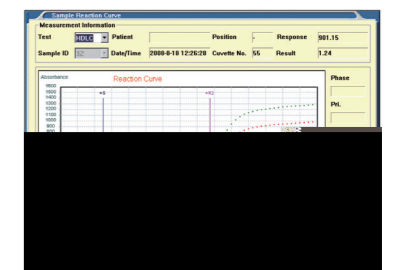 Sample Reaction Curve
Measurement Information
Test HDLC Patient Position - Response 901.15
Sample ID Date/Time 2008-8-18 12:26:28 Cuvette No. 55 Result 1.24
Absorbance Reaction Curve Phase
1600
1500
1400
1300
1200
1100
1000
900
Pri.